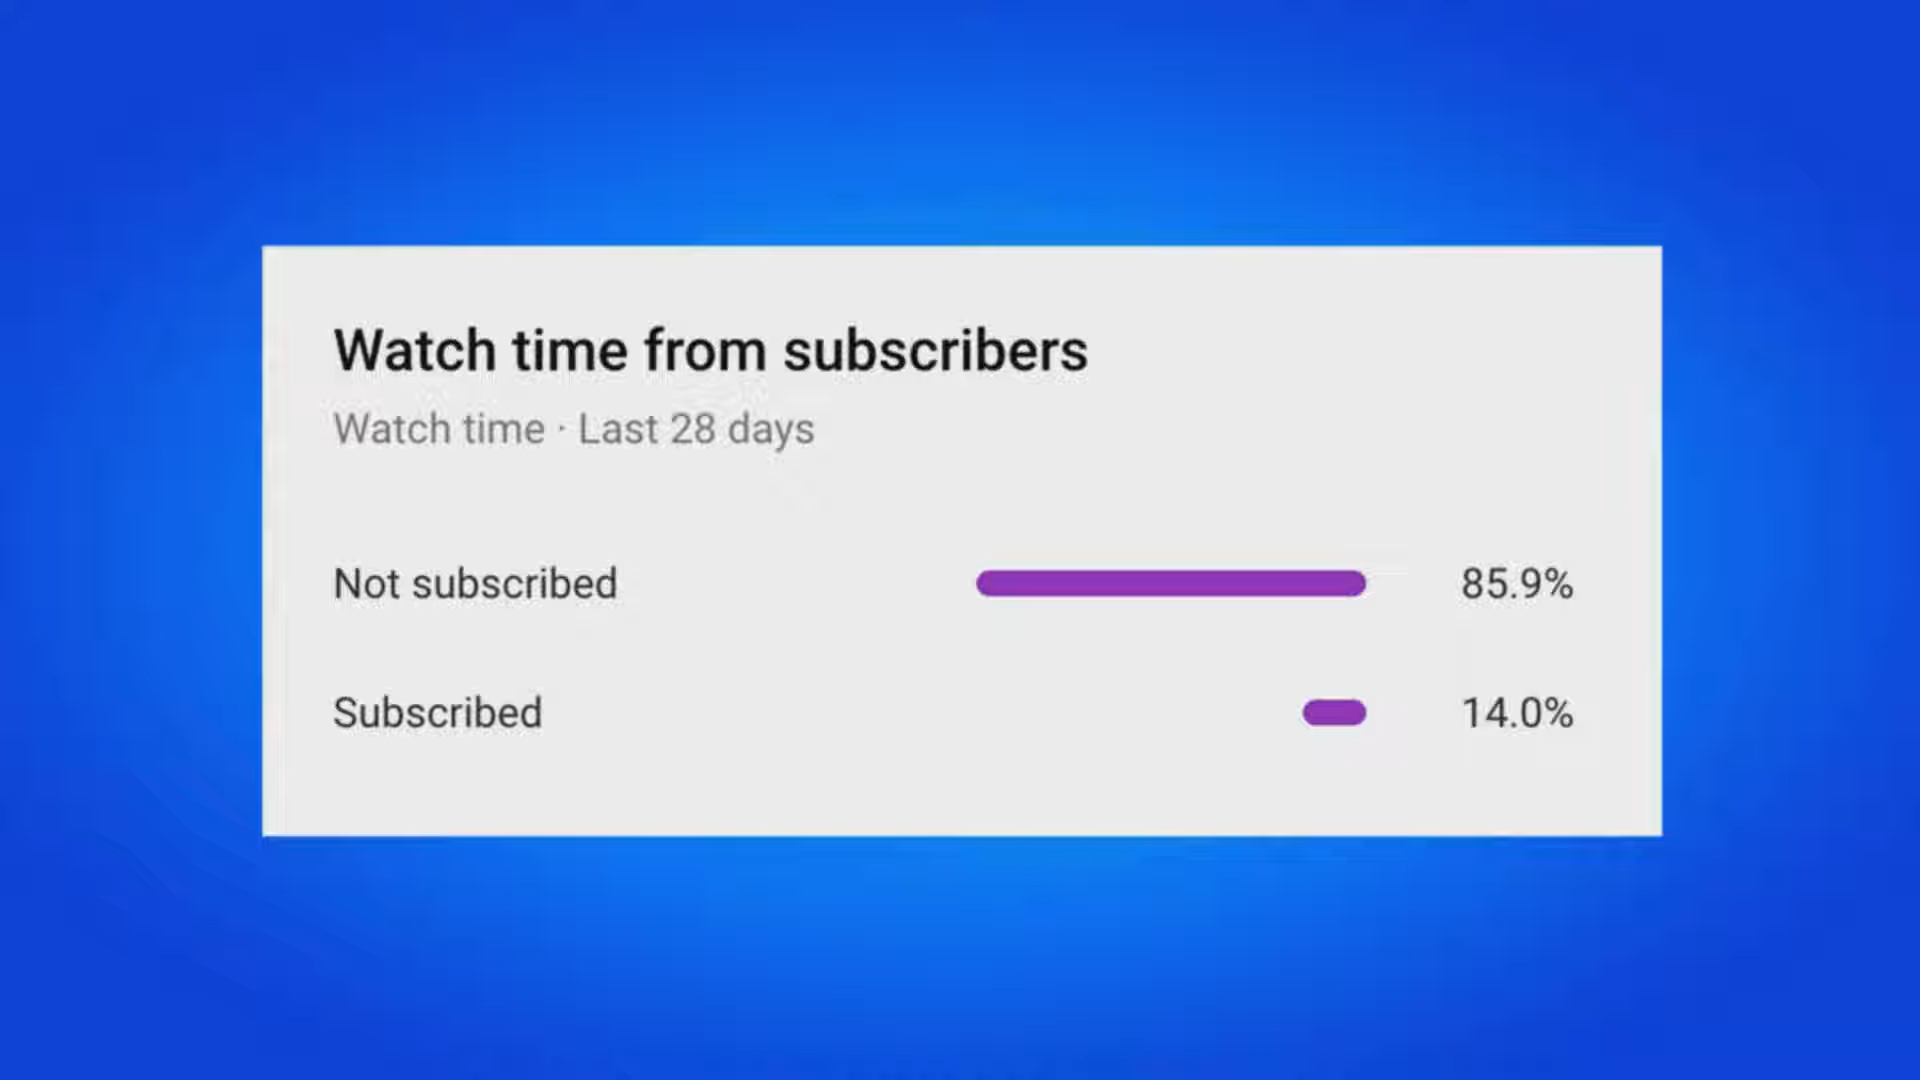 Watch time from subscribers
Watch time · Last 28 days
Not subscribed 85.9%
Subscribed 14.0%